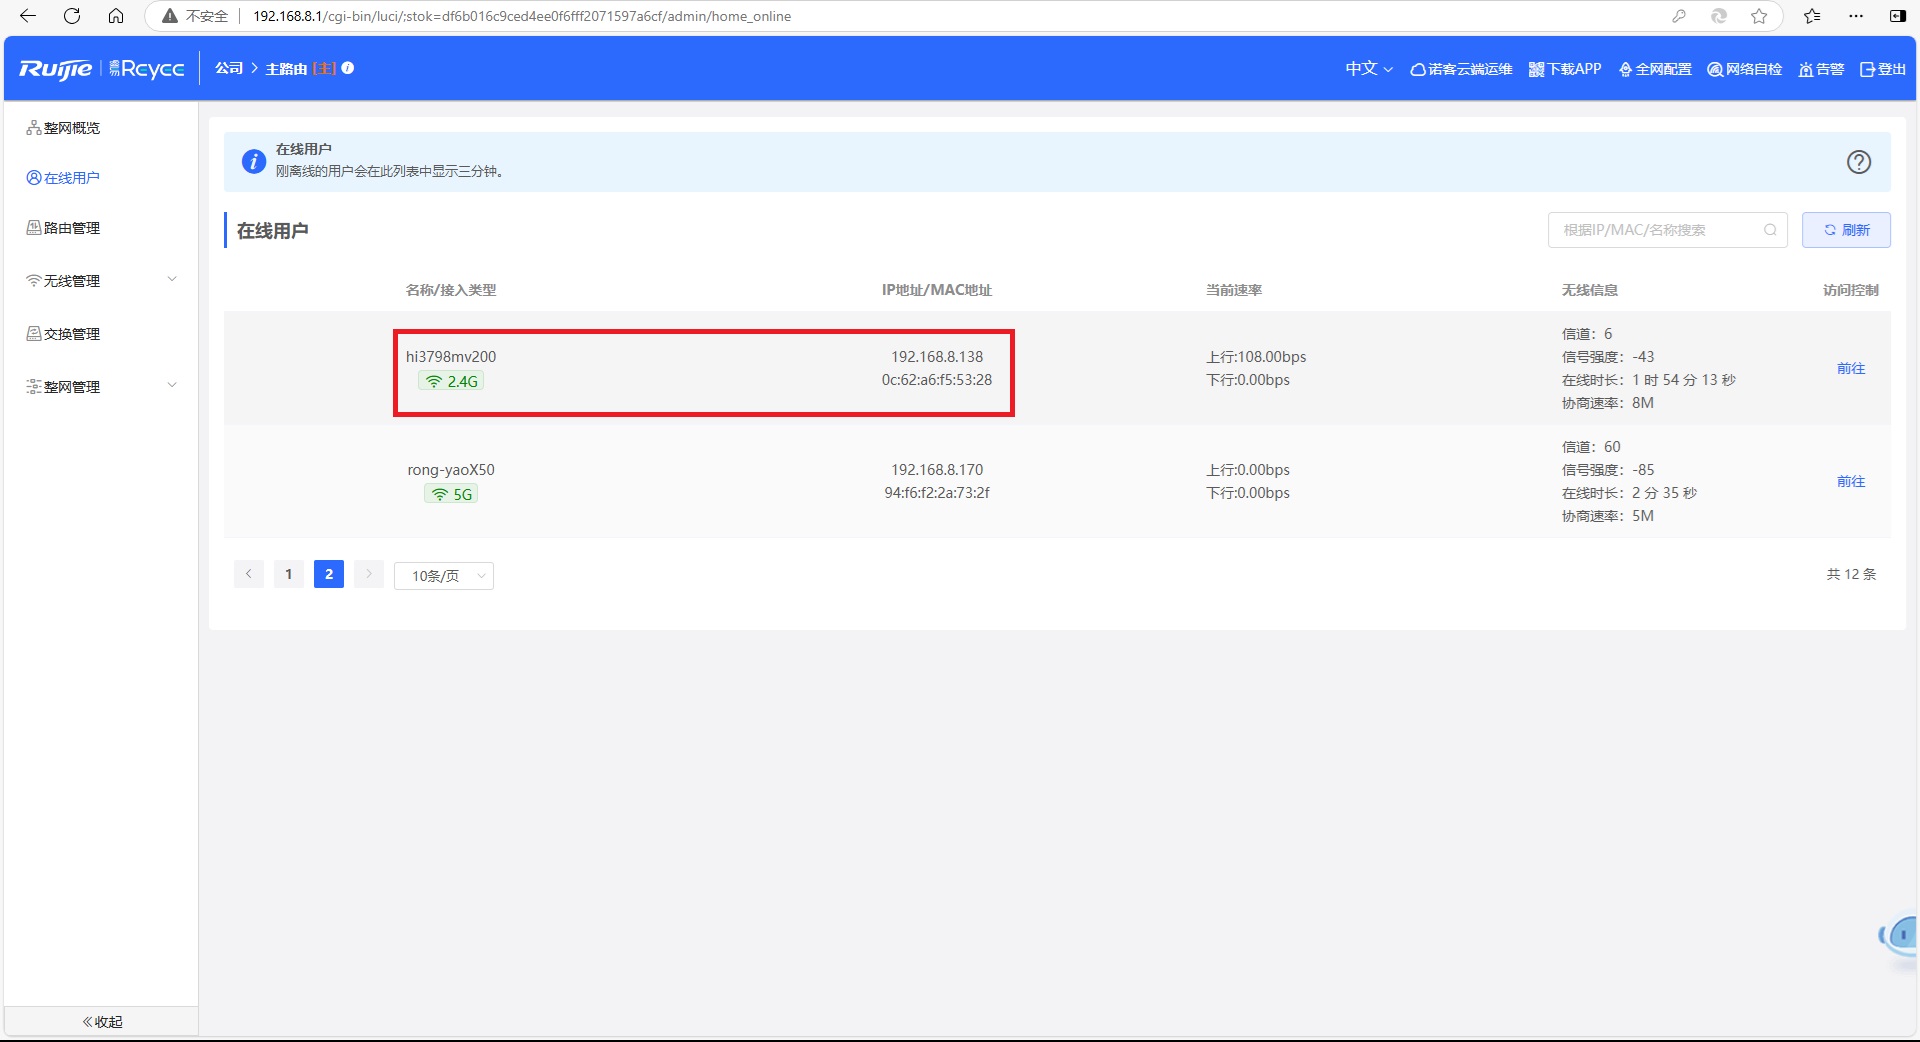 不安全
192.168.8.1/cgi-bin/luci/;stok=df6b016c9ced4ee0f6fff2071597a6cf/admin/home_online
Ruijie 睿易 Reycc 公司 > 主路由 [主]
中文 诺客云端运维 下载APP 全网配置 网络自检 告警 登出
整网概览
在线用户
路由管理
无线管理
交换管理
整网管理
«收起
在线用户
刚离线的用户会在此列表中显示三分钟。
在线用户
根据IP/MAC/名称搜索 刷新
名称/接入类型 IP地址/MAC地址 当前速率 无线信息 访问控制
hi3798mv200
2.4G
192.168.8.138
0c:62:a6:f5:53:28
上行:108.00bps
下行:0.00bps
信道：6
信号强度：-43
在线时长：1 时 54 分 13 秒
协商速率：8M
前往
rong-yaoX50
5G
192.168.8.170
94:f6:f2:2a:73:2f
上行:0.00bps
下行:0.00bps
信道：60
信号强度：-85
在线时长：2 分 35 秒
协商速率：5M
前往
< 1 2 > 10条/页
共 12 条